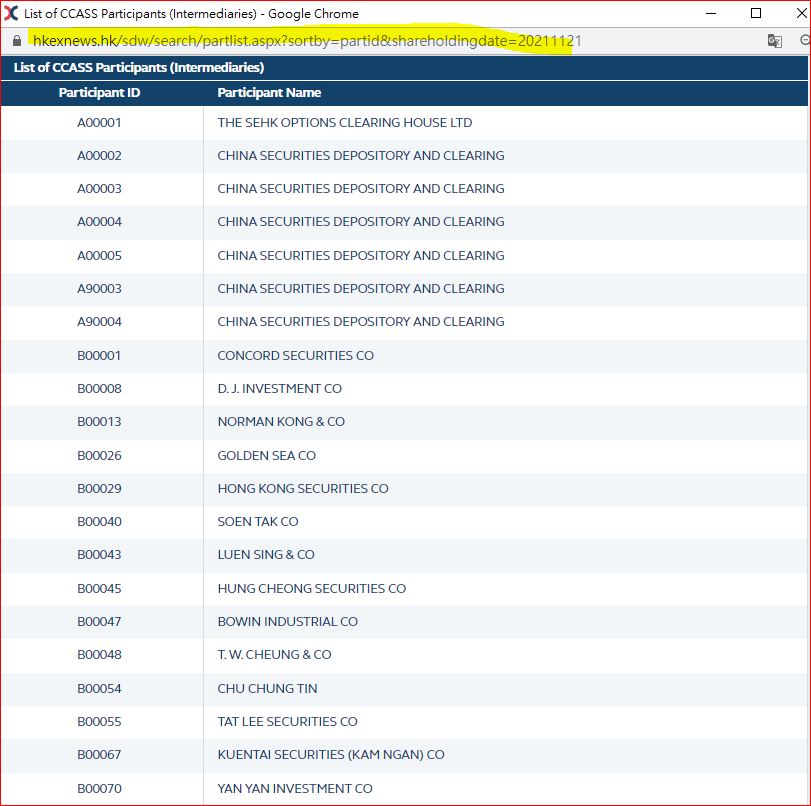 List of CCASS Participants (Intermediaries) - Google Chrome
hkexnews.hk/sdw/search/partlist.aspx?sortby=partid&shareholdingdate=20211121
List of CCASS Participants (Intermediaries)
Participant ID Participant Name
A00001 THE SEHK OPTIONS CLEARING HOUSE LTD
A00002 CHINA SECURITIES DEPOSITORY AND CLEARING
A00003 CHINA SECURITIES DEPOSITORY AND CLEARING
A00004 CHINA SECURITIES DEPOSITORY AND CLEARING
A00005 CHINA SECURITIES DEPOSITORY AND CLEARING
A90003 CHINA SECURITIES DEPOSITORY AND CLEARING
A90004 CHINA SECURITIES DEPOSITORY AND CLEARING
B00001 CONCORD SECURITIES CO
B00008 D. J. INVESTMENT CO
B00013 NORMAN KONG & CO
B00026 GOLDEN SEA CO
B00029 HONG KONG SECURITIES CO
B00040 SOEN TAK CO
B00043 LUEN SING & CO
B00045 HUNG CHEONG SECURITIES CO
B00047 BOWIN INDUSTRIAL CO
B00048 T. W. CHEUNG & CO
B00054 CHU CHUNG TIN
B00055 TAT LEE SECURITIES CO
B00067 KUENTAI SECURITIES (KAM NGAN) CO
B00070 YAN YAN INVESTMENT CO